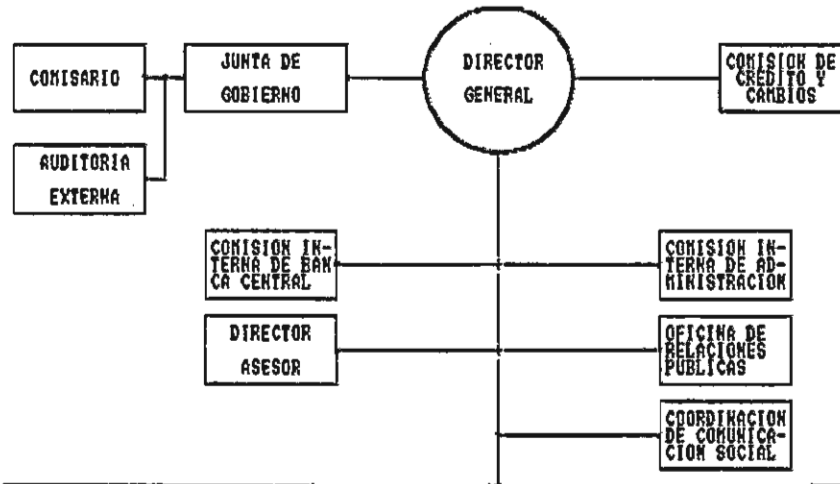 COMISARIO
JUNTA DE
GOBIERNO
DIRECTOR
GENERAL
COMISION DE
CRÉDITO Y
CAMBIOS
AUDITORIA
EXTERNA
COMISION IN-
TERNA DE BAN
CA CENTRAL
COMISION IN-
TERNA DE AD-
MINISTRACION
DIRECTOR
ASESOR
OFICINA DE
RELACIONES
PUBLICAS
COORDINACION
DE COMUNICA-
CION SOCIAL